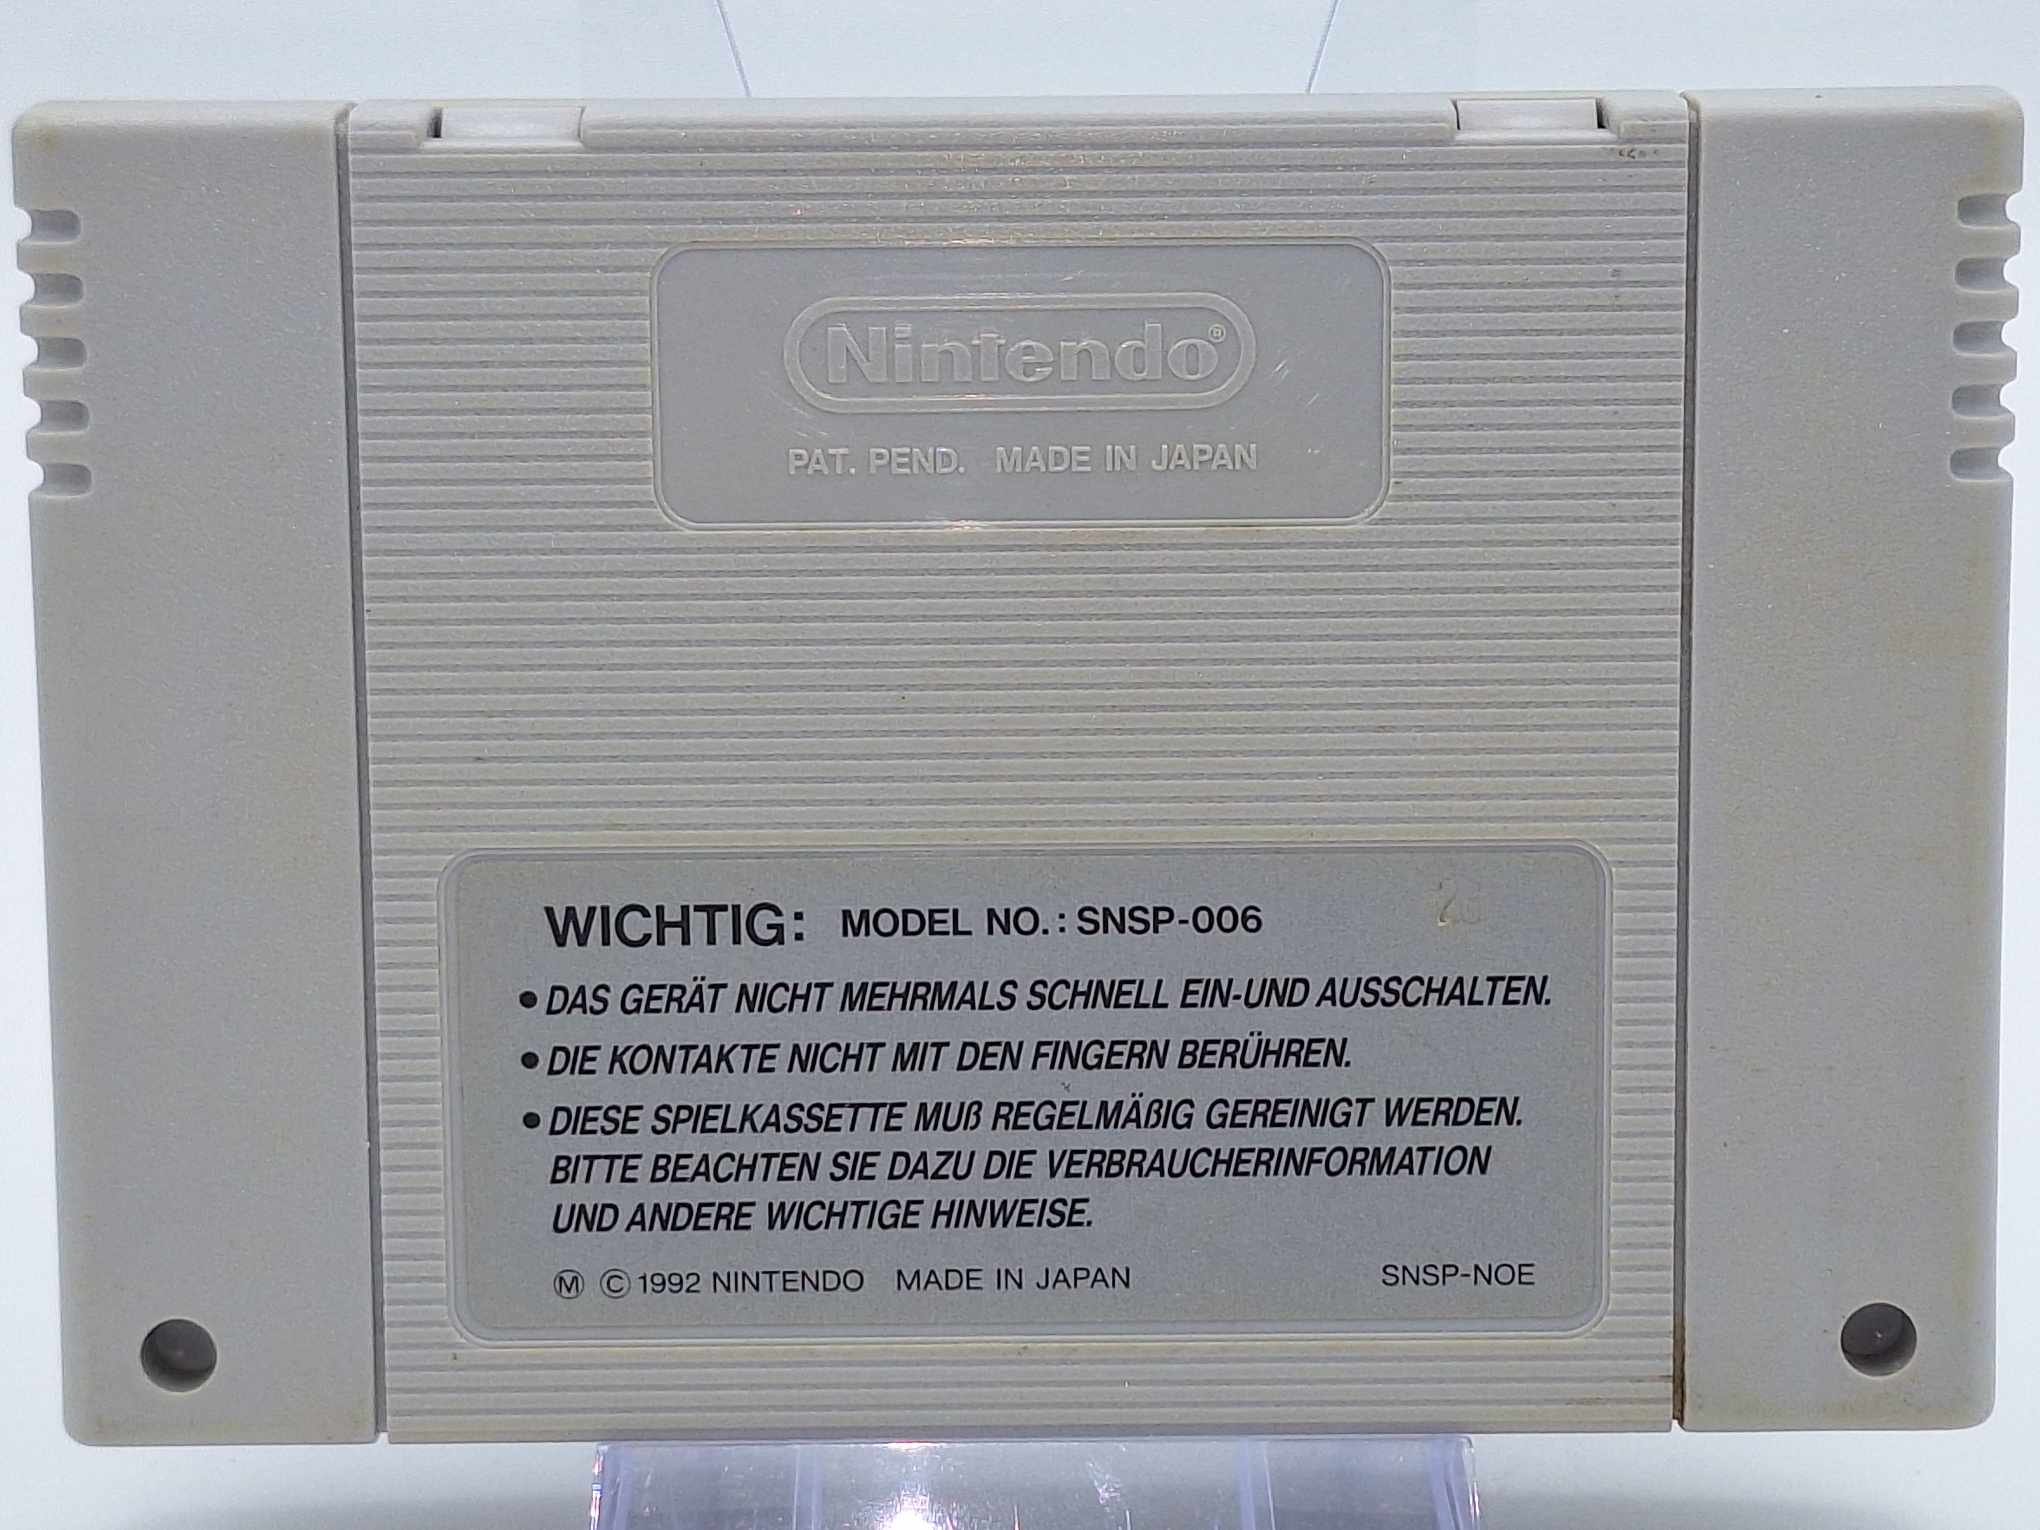 Nintendo®
PAT. PEND. MADE IN JAPAN
WICHTIG: MODEL NO.: SNSP-006
• DAS GERÄT NICHT MEHRMALS SCHNELL EIN-UND AUSSCHALTEN.
• DIE KONTAKTE NICHT MIT DEN FINGERN BERÜHREN.
• DIESE SPIELKASSETTE MUß REGELMÄßIG GEREINIGT WERDEN.
BITTE BEACHTEN SIE DAZU DIE VERBRAUCHERINFORMATION
UND ANDERE WICHTIGE HINWEISE.
Ⓜ © 1992 NINTENDO MADE IN JAPAN SNSP-NOE